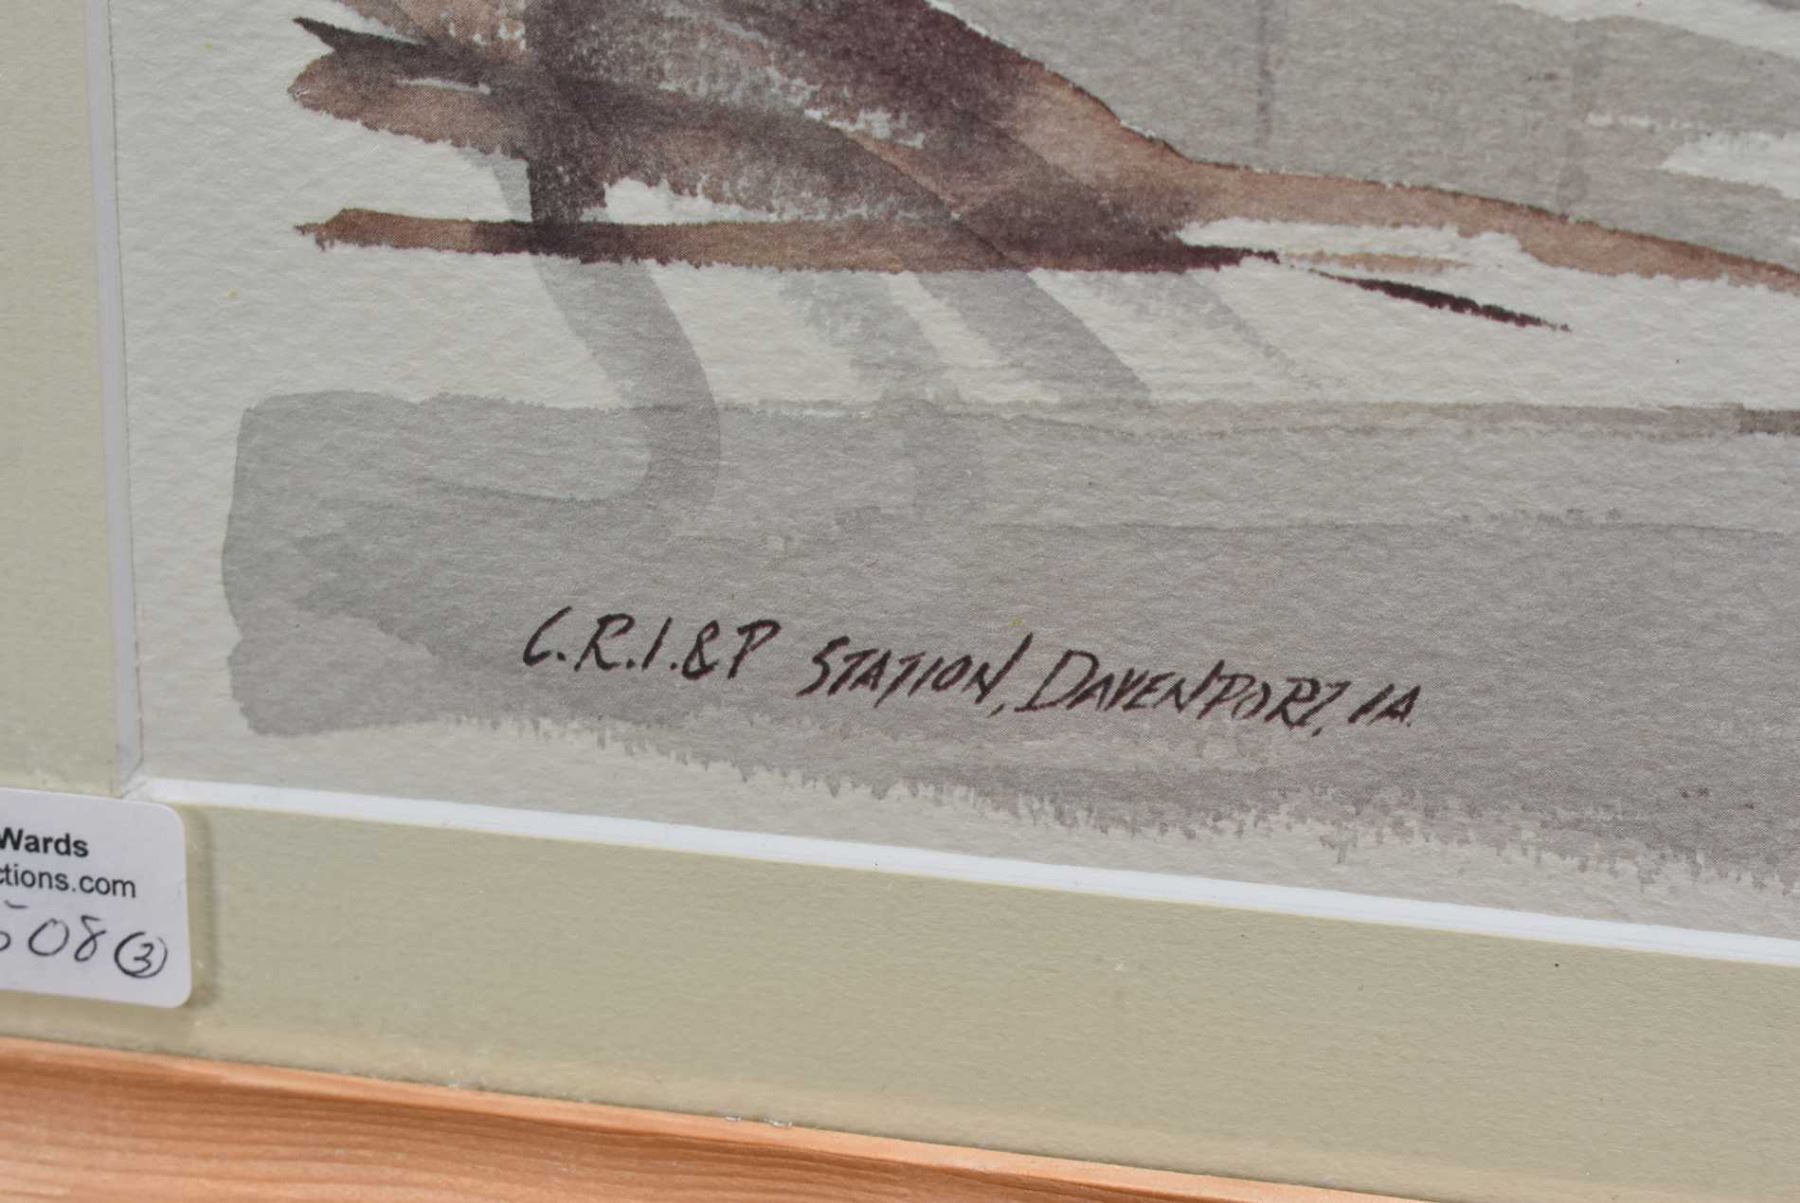 C.R.I.&P STATION, DAVENPORT, IA.
Wards
ctions.com
508 3